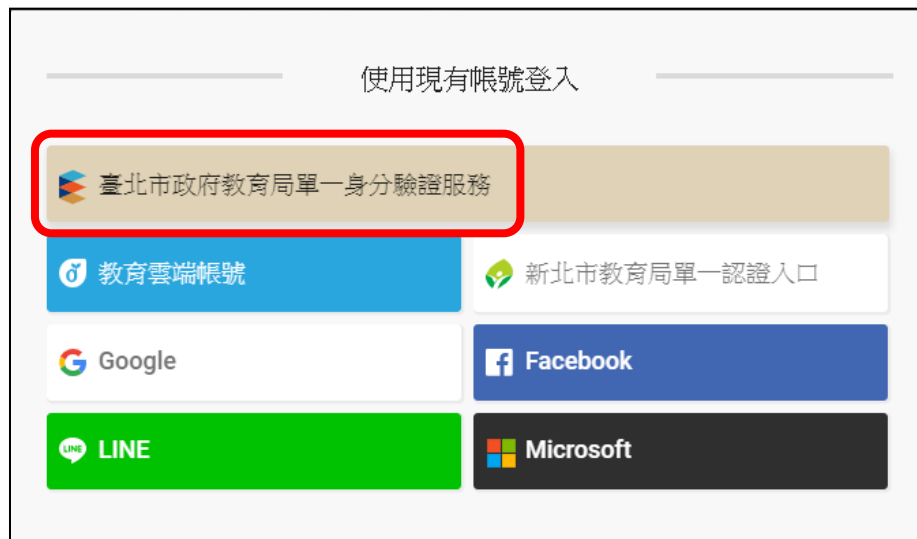 使用現有帳號登入
臺北市政府教育局單一身分驗證服務
教育雲端帳號
新北市教育局單一認證入口
Google
Facebook
LINE
LINE
Microsoft